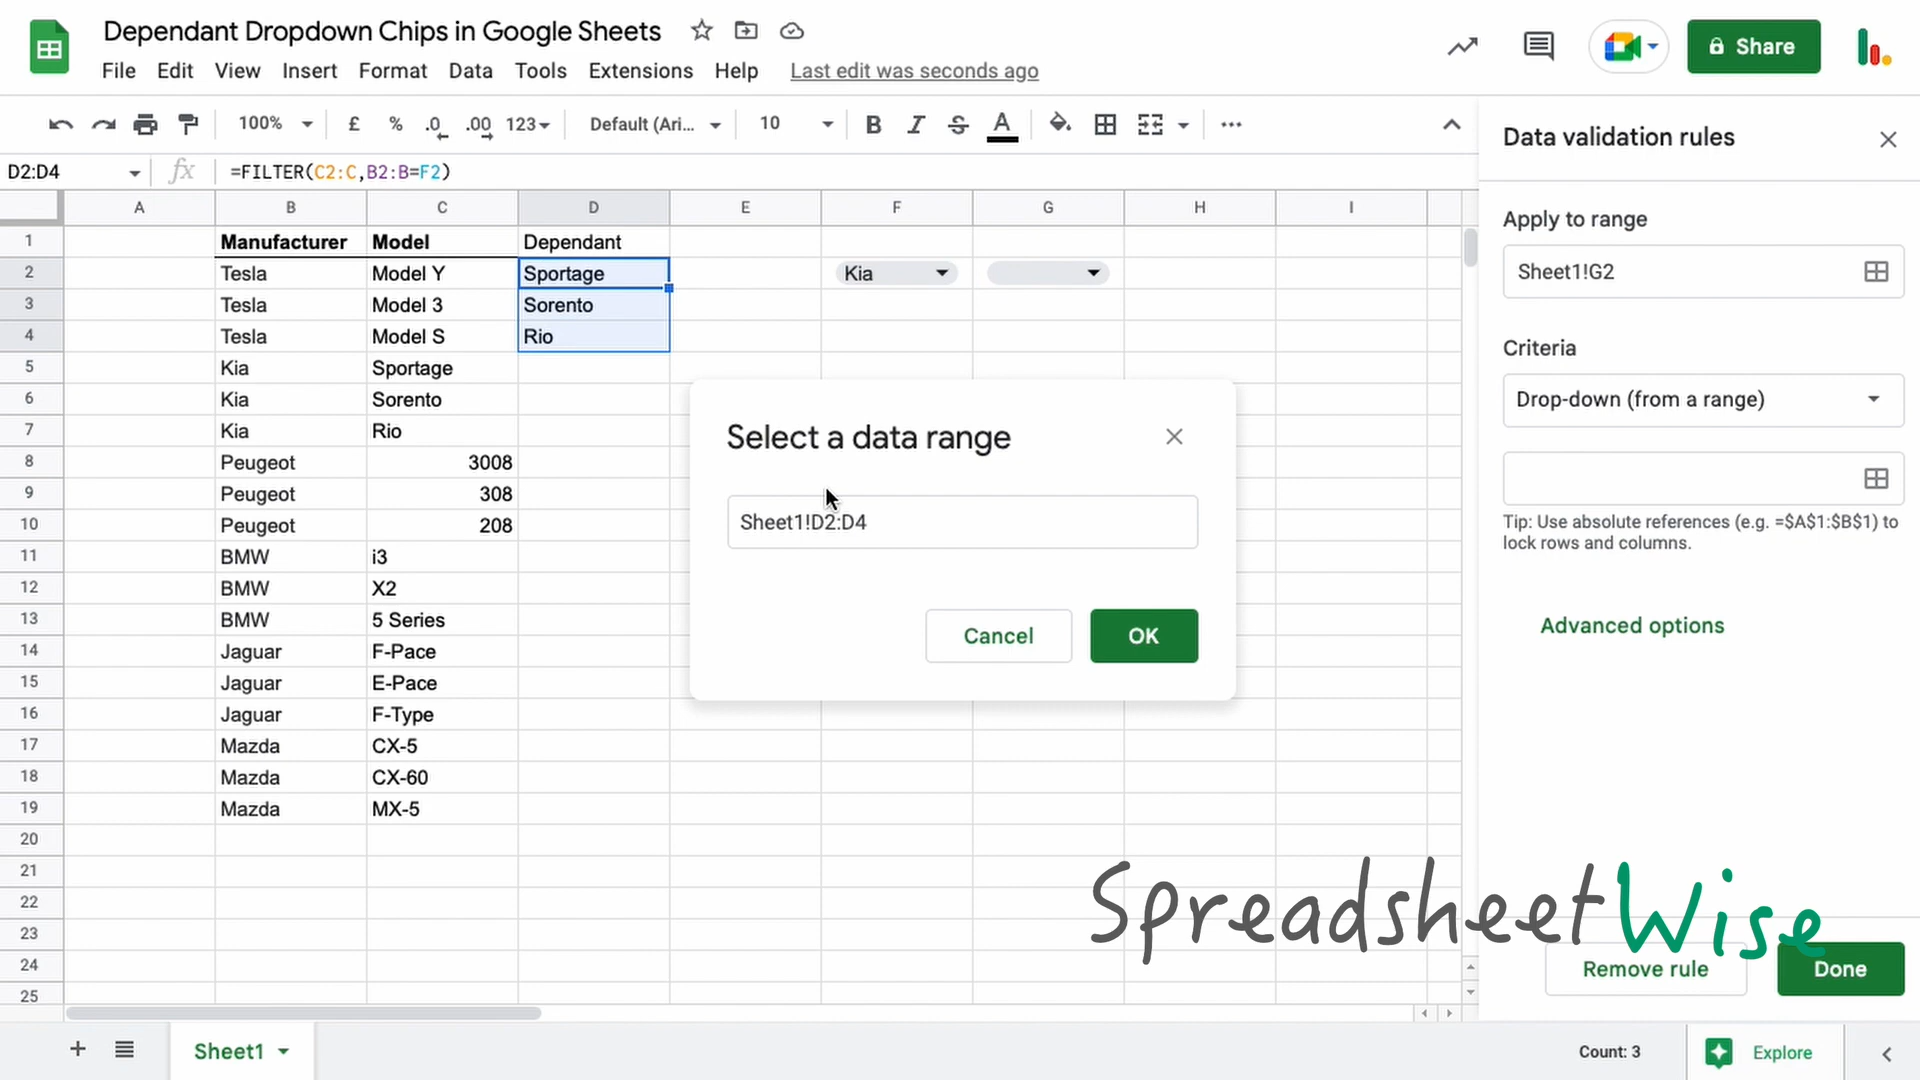 Dependant Dropdown Chips in Google Sheets
File Edit View Insert Format Data Tools Extensions Help Last edit was seconds ago
Share
100% £ % .0 .00 123 Default (Ari... 10 B I S A
D2:D4 fx =FILTER(C2:C,B2:B=F2)
A B C D E F G H I
1 Manufacturer Model Dependant
2 Tesla Model Y Sportage Kia
3 Tesla Model 3 Sorento
4 Tesla Model S Rio
5 Kia Sportage
6 Kia Sorento
7 Kia Rio
8 Peugeot 3008
9 Peugeot 308
10 Peugeot 208
11 BMW i3
12 BMW X2
13 BMW 5 Series
14 Jaguar F-Pace
15 Jaguar E-Pace
16 Jaguar F-Type
17 Mazda CX-5
18 Mazda CX-60
19 Mazda MX-5
20
21
22
23
24
25
Select a data range
Sheet1!D2:D4
Cancel OK
Data validation rules
Apply to range
Sheet1!G2
Criteria
Drop-down (from a range)
Tip: Use absolute references (e.g. =$A$1:$B$1) to
lock rows and columns.
Advanced options
SpreadsheetWise
Remove rule Done
Sheet1 Count: 3 Explore